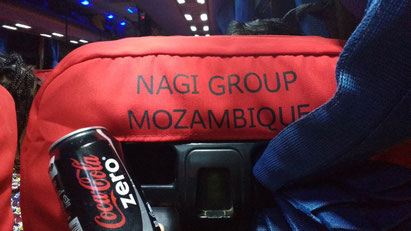 NAGI GROUP
MOZAMBIQUE
Coca-Cola
zero